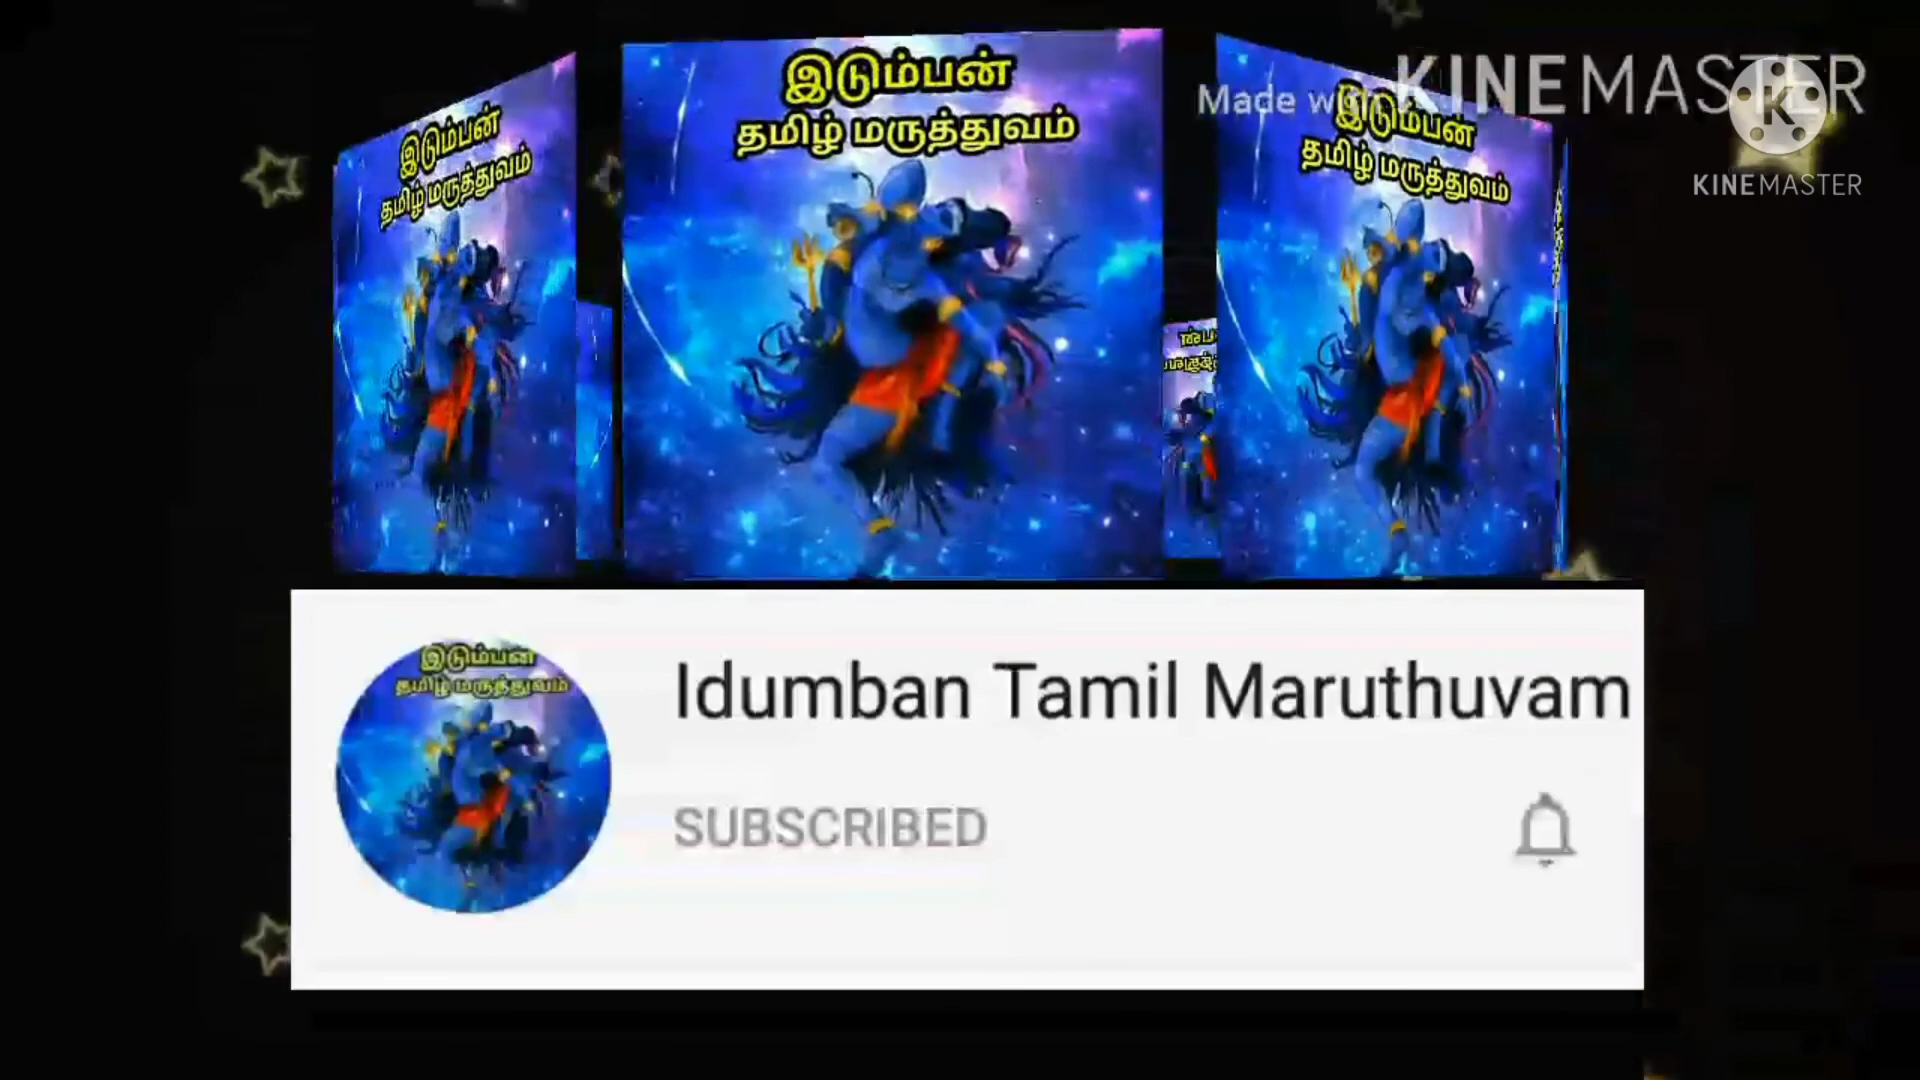 இடும்பன்
தமிழ் மருத்துவம்
இடும்பன்
தமிழ் மருத்துவம்
இடும்பன்
தமிழ் மருத்துவம்
Made with KINEMASTER
KINEMASTER
இடும்பன்
தமிழ் மருத்துவம்
Idumban Tamil Maruthuvam
SUBSCRIBED